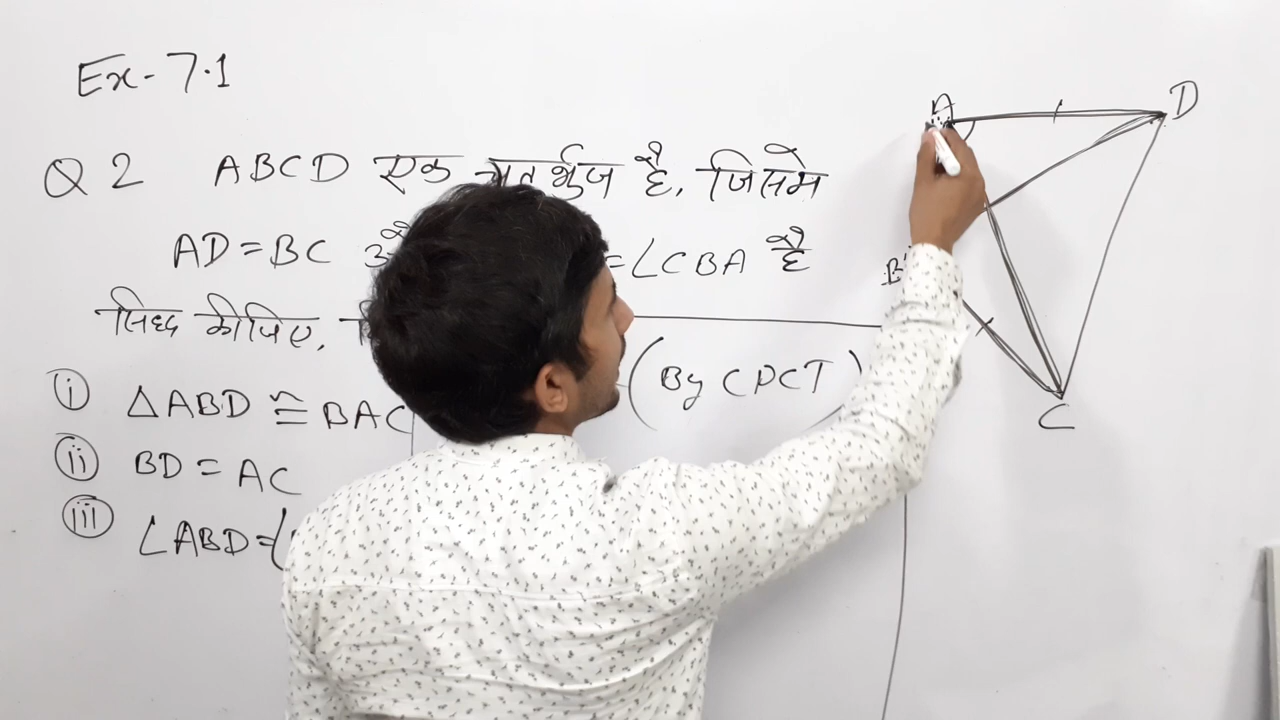 Ex- 7.1
Q 2 ABCD एक चतुर्भुज है, जिसमे
AD = BC = ∠CBA है
सिध्द कीजिए,
(i) △ABD ≅ BAC
(ii) BD = AC
(iii) ∠ABD =
(By CPCT)
A
D
B
C